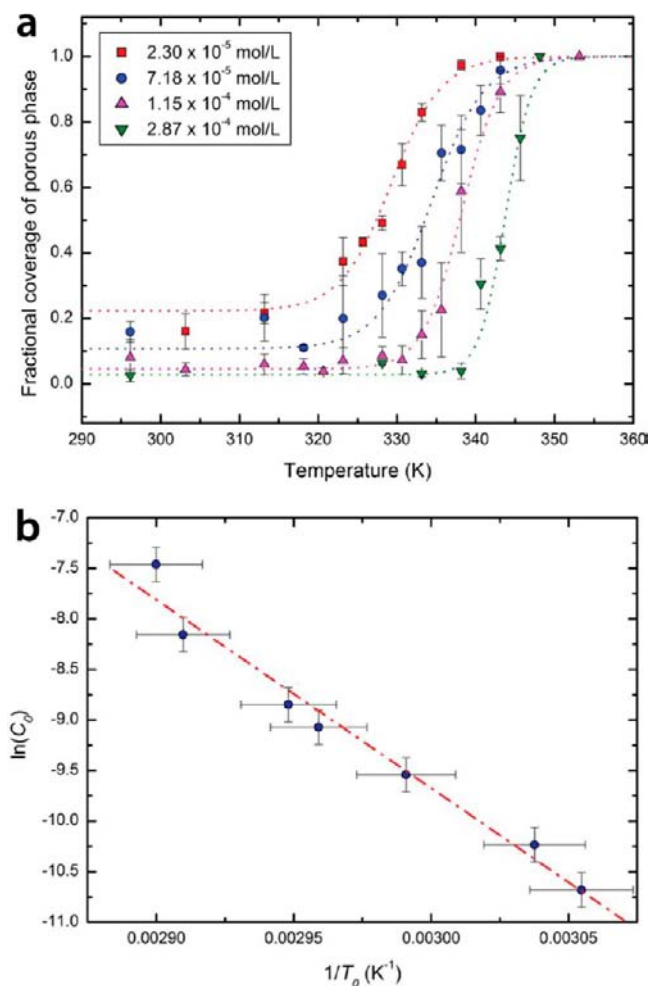 a
2.30 x 10⁻⁵ mol/L
7.18 x 10⁻⁵ mol/L
1.15 x 10⁻⁴ mol/L
2.87 x 10⁻⁴ mol/L
Fractional coverage of porous phase
1.0
0.8
0.6
0.4
0.2
0.0
290 300 310 320 330 340 350 360
Temperature (K)
b
ln(C₀)
-7.0
-7.5
-8.0
-8.5
-9.0
-9.5
-10.0
-10.5
-11.0
0.00290 0.00295 0.00300 0.00305
1/T₀ (K⁻¹)